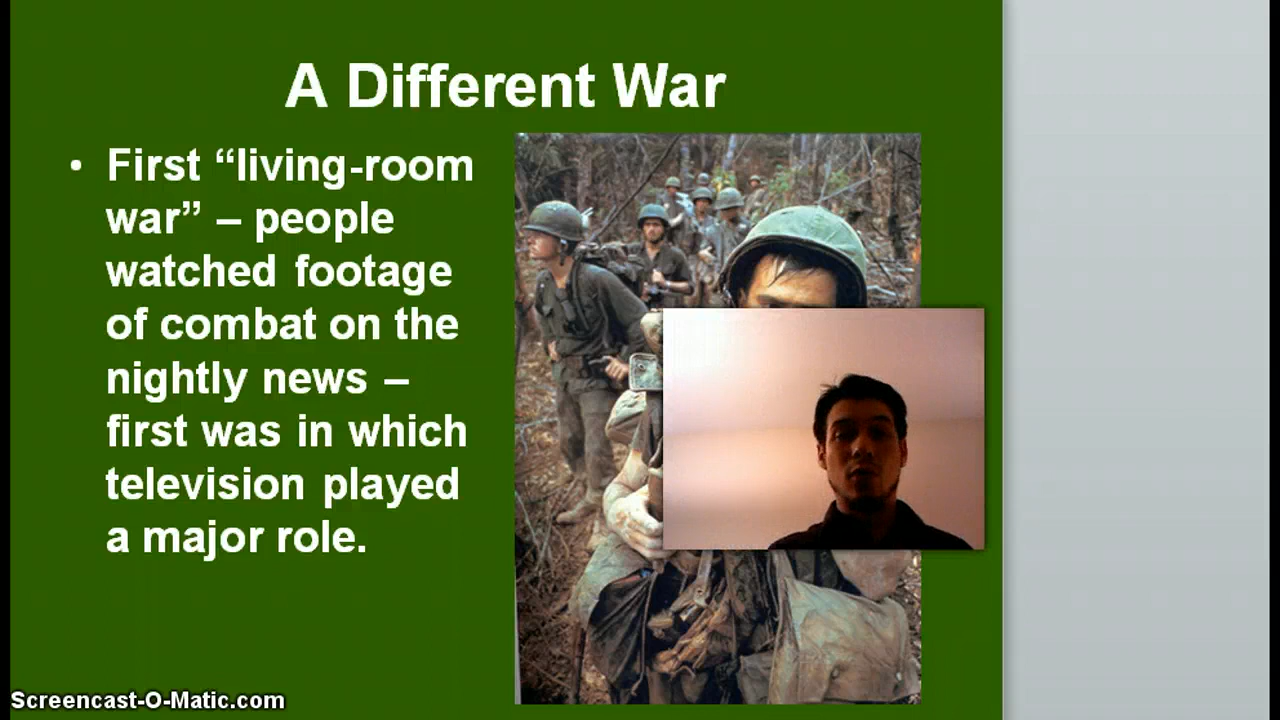 A Different War
• First “living-room
war” – people
watched footage
of combat on the
nightly news –
first was in which
television played
a major role.
Screencast-O-Matic.com